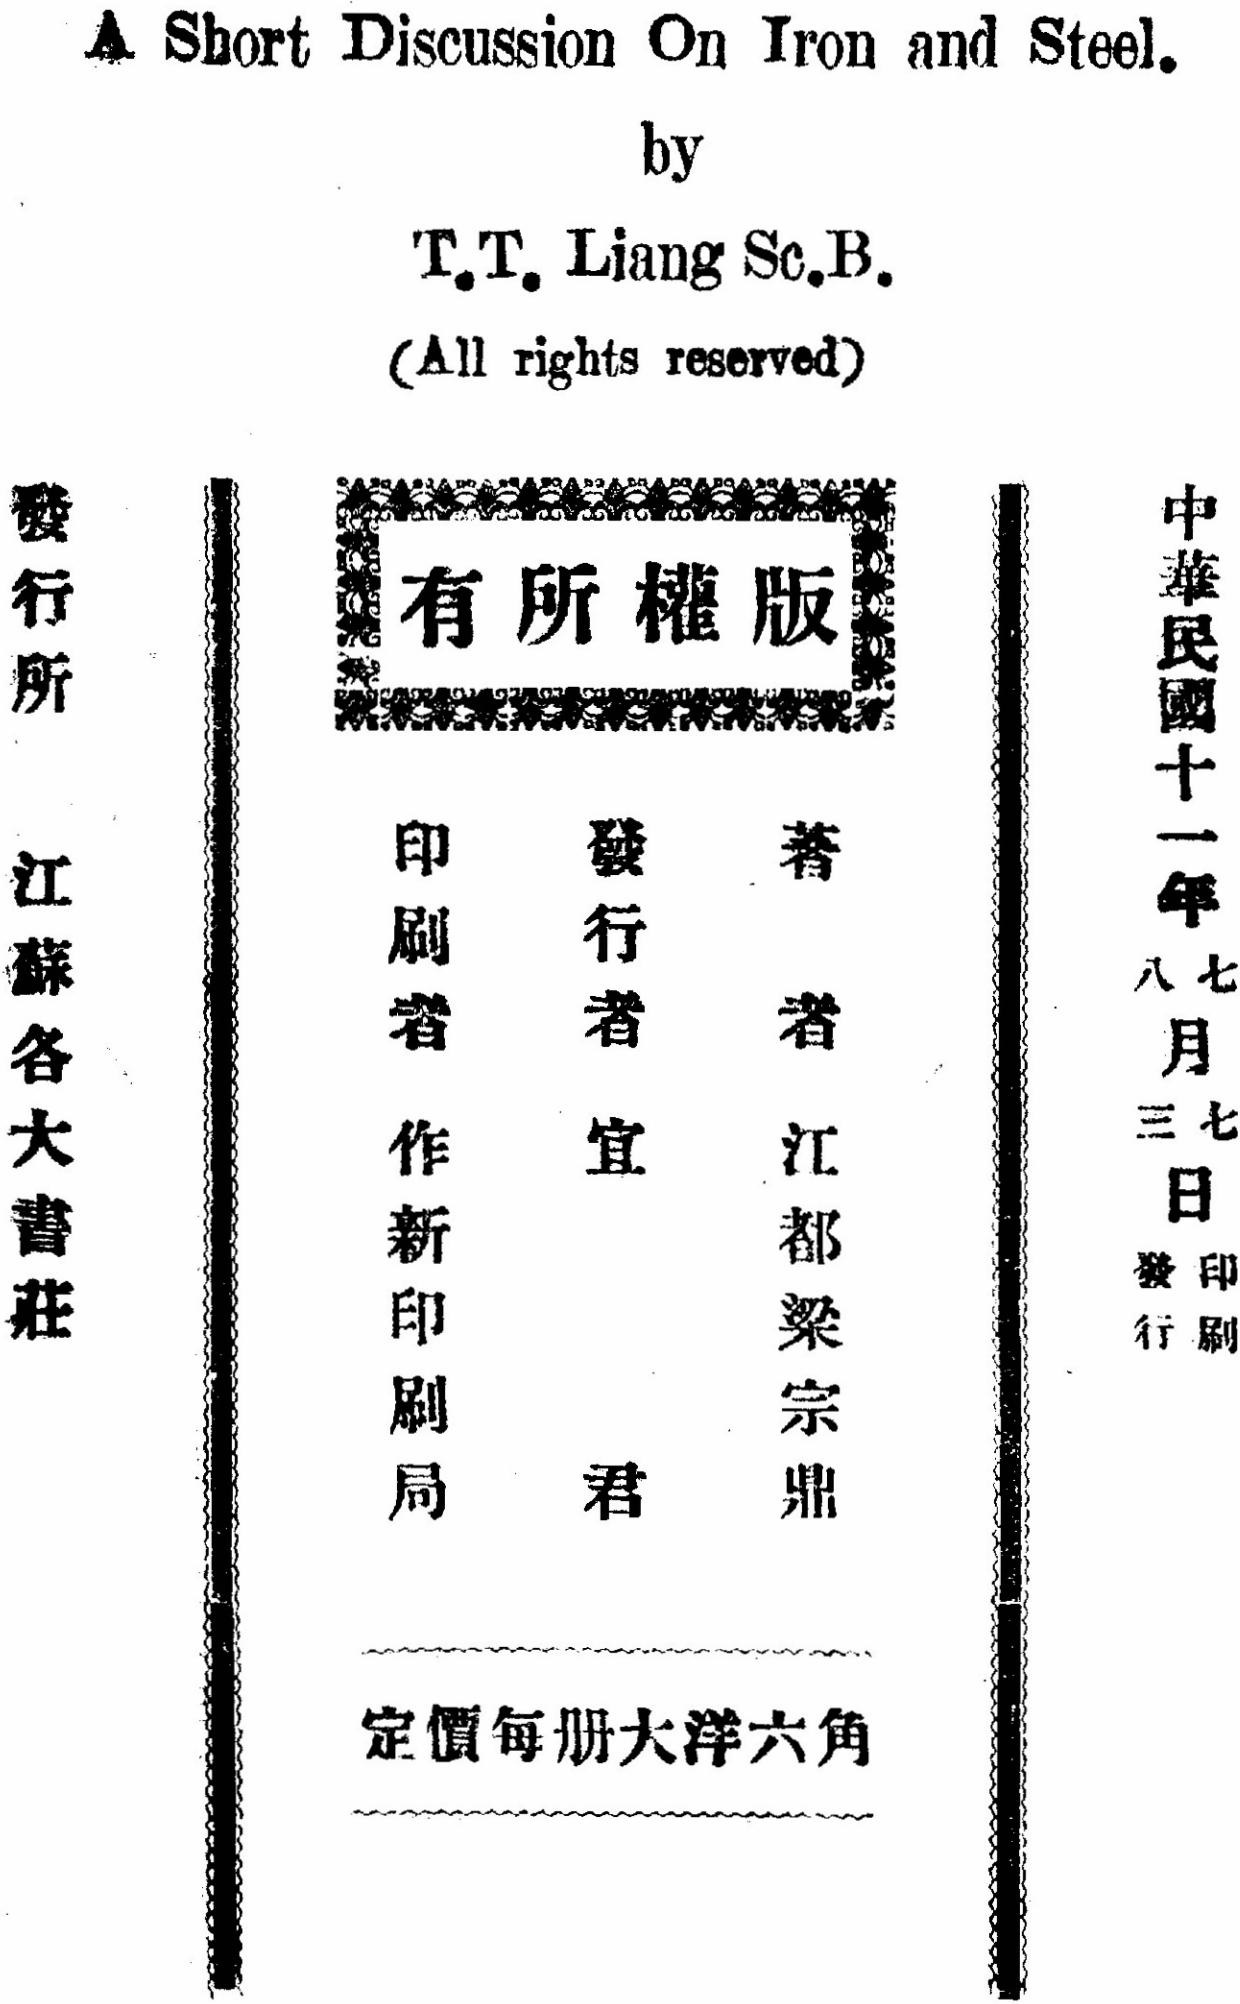 A Short Discussion On Iron and Steel.
by
T.T. Liang Sc.B.
(All rights reserved)
中華民國十一年七月七日印刷
八月三日發行
版權所有
著者 江都梁宗鼎
發行者 宜君
印刷者 作新印刷局
定價每册大洋六角
發行所 江蘇各大書莊